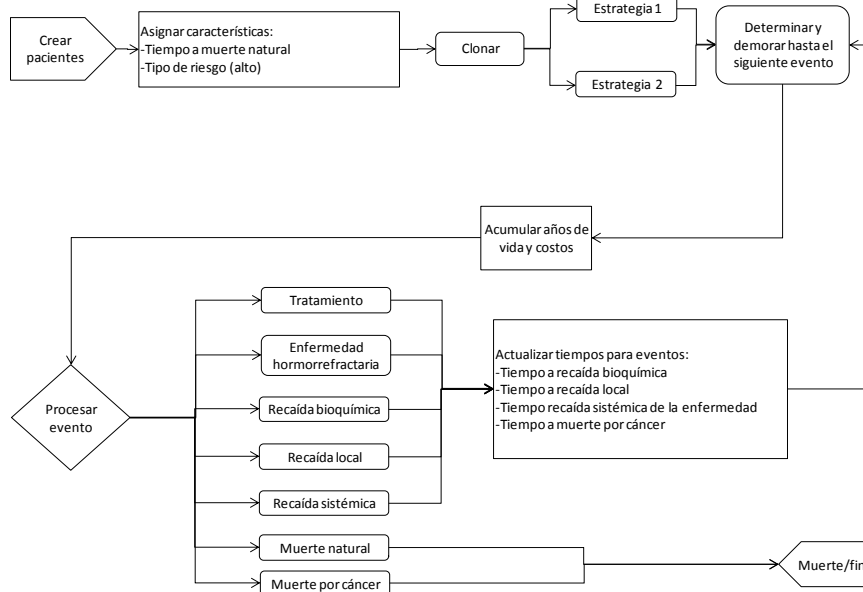 Crear
pacientes
Asignar características:
-Tiempo a muerte natural
-Tipo de riesgo (alto)
Clonar
Estrategia 1
Estrategia 2
Determinar y
demorar hasta el
siguiente evento
Acumular años de
vida y costos
Procesar
evento
Tratamiento
Enfermedad
hormorrefractaria
Recaída bioquímica
Recaída local
Recaída sistémica
Muerte natural
Muerte por cáncer
Actualizar tiempos para eventos:
-Tiempo a recaída bioquímica
-Tiempo a recaída local
-Tiempo recaída sistémica de la enfermedad
-Tiempo a muerte por cáncer
Muerte/fin